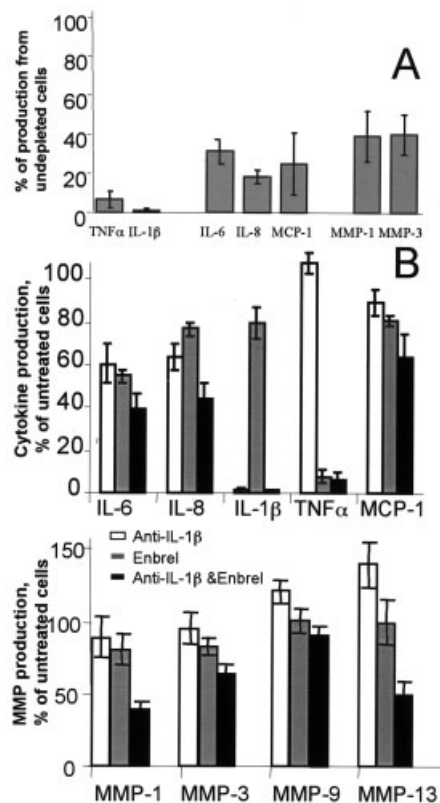 A
% of production from
undepleted cells
100
80
60
40
20
0
TNFα IL-1β IL-6 IL-8 MCP-1 MMP-1 MMP-3
B
Cytokine production,
% of untreated cells
100
80
60
40
20
0
IL-6 IL-8 IL-1β TNFα MCP-1
Anti-IL-1β
Enbrel
Anti-IL-1β &Enbrel
MMP production,
% of untreated cells
150
100
50
0
MMP-1 MMP-3 MMP-9 MMP-13